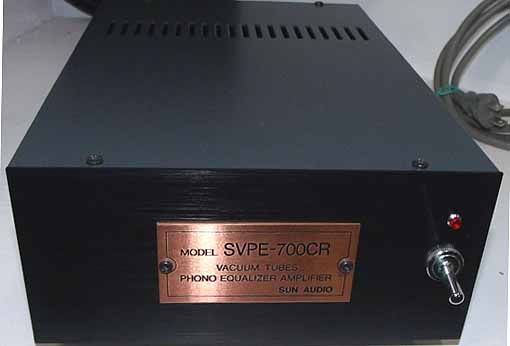 MODEL SVPE-700CR
VACUUM TUBES
PHONO EQUALIZER AMPLIFIER
SUN AUDIO